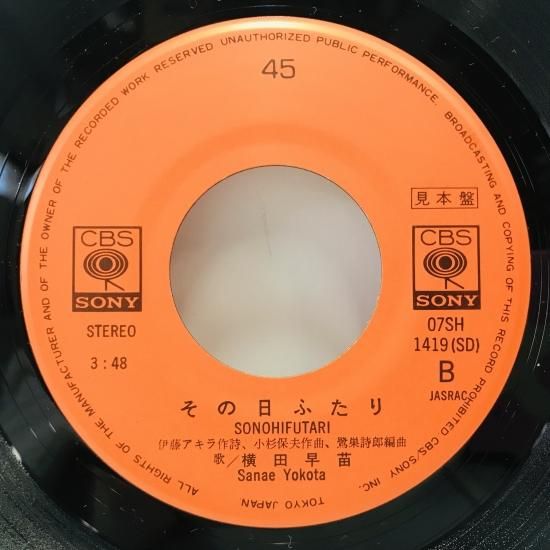 ALL RIGHTS OF THE MANUFACTURER AND OF THE OWNER OF THE RECORDED WORK RESERVED UNAUTHORIZED PUBLIC PERFORMANCE, BROADCASTING AND COPYING OF THIS RECORD PROHIBITED CBS/SONY INC. TOKYO JAPAN.
45
見本盤
CBS
SONY
STEREO
3:48
CBS
SONY
07SH
1419(SD)
B
JASRAC
その日ふたり
SONOHIFUTARI
伊藤アキラ作詩、小杉保夫作曲、鷺巣詩郎編曲
歌/横田早苗
Sanae Yokota